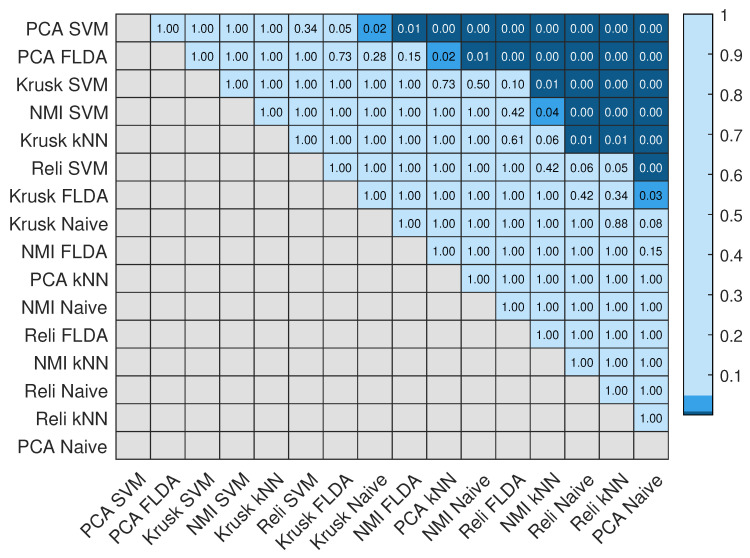 PCA SVM 1.00 1.00 1.00 1.00 0.34 0.05 0.02 0.01 0.00 0.00 0.00 0.00 0.00 0.00 0.00
PCA FLDA 1.00 1.00 1.00 1.00 0.73 0.28 0.15 0.02 0.01 0.00 0.00 0.00 0.00 0.00
Krusk SVM 1.00 1.00 1.00 1.00 1.00 1.00 0.73 0.50 0.10 0.01 0.00 0.00 0.00
NMI SVM 1.00 1.00 1.00 1.00 1.00 1.00 1.00 0.42 0.04 0.00 0.00 0.00
Krusk kNN 1.00 1.00 1.00 1.00 1.00 1.00 0.61 0.06 0.01 0.01 0.00
Reli SVM 1.00 1.00 1.00 1.00 1.00 1.00 0.42 0.06 0.05 0.00
Krusk FLDA 1.00 1.00 1.00 1.00 1.00 1.00 0.42 0.34 0.03
Krusk Naive 1.00 1.00 1.00 1.00 1.00 1.00 0.88 0.08
NMI FLDA 1.00 1.00 1.00 1.00 1.00 1.00 0.15
PCA kNN 1.00 1.00 1.00 1.00 1.00 1.00
NMI Naive 1.00 1.00 1.00 1.00 1.00
Reli FLDA 1.00 1.00 1.00 1.00
NMI kNN 1.00 1.00 1.00
Reli Naive 1.00 1.00
Reli kNN 1.00
PCA Naive
PCA SVM
PCA FLDA
Krusk SVM
NMI SVM
Krusk kNN
Reli SVM
Krusk FLDA
Krusk Naive
NMI FLDA
PCA kNN
NMI Naive
Reli FLDA
NMI kNN
Reli Naive
Reli kNN
PCA Naive
1
0.9
0.8
0.7
0.6
0.5
0.4
0.3
0.2
0.1